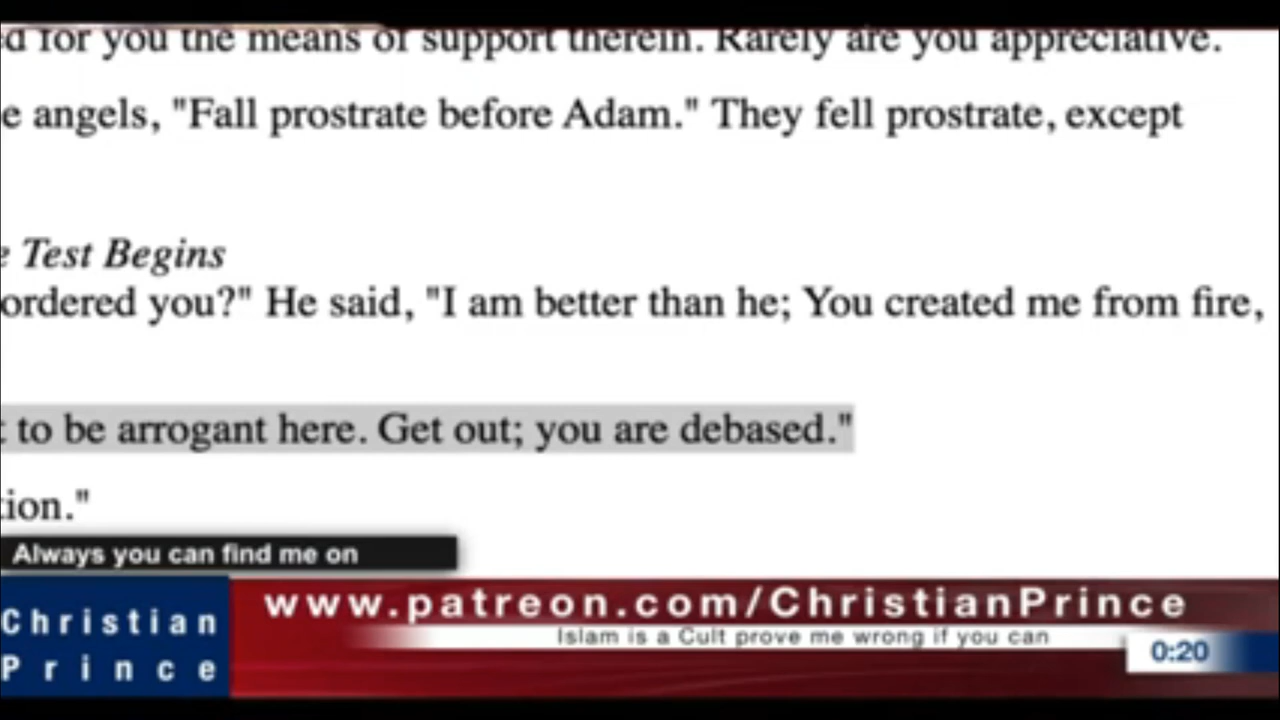 d for you the means of support therein. Rarely are you appreciative.
e angels, "Fall prostrate before Adam." They fell prostrate, except
e Test Begins
ordered you?" He said, "I am better than he; You created me from fire,
t to be arrogant here. Get out; you are debased."
tion."
Always you can find me on
www.patreon.com/ChristianPrince
Islam is a Cult prove me wrong if you can
Christian
Prince
0:20